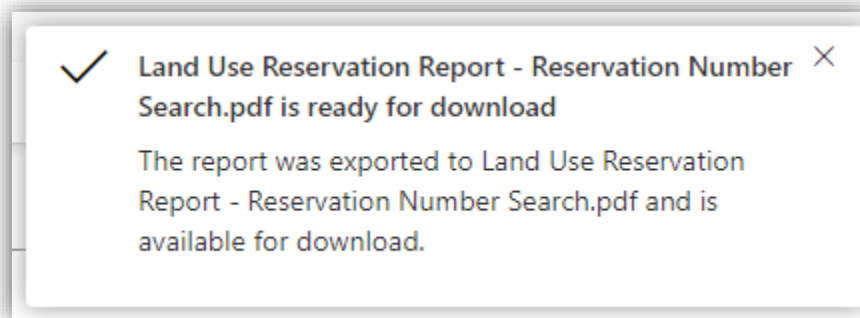 Land Use Reservation Report - Reservation Number
Search.pdf is ready for download
The report was exported to Land Use Reservation
Report - Reservation Number Search.pdf and is
available for download.